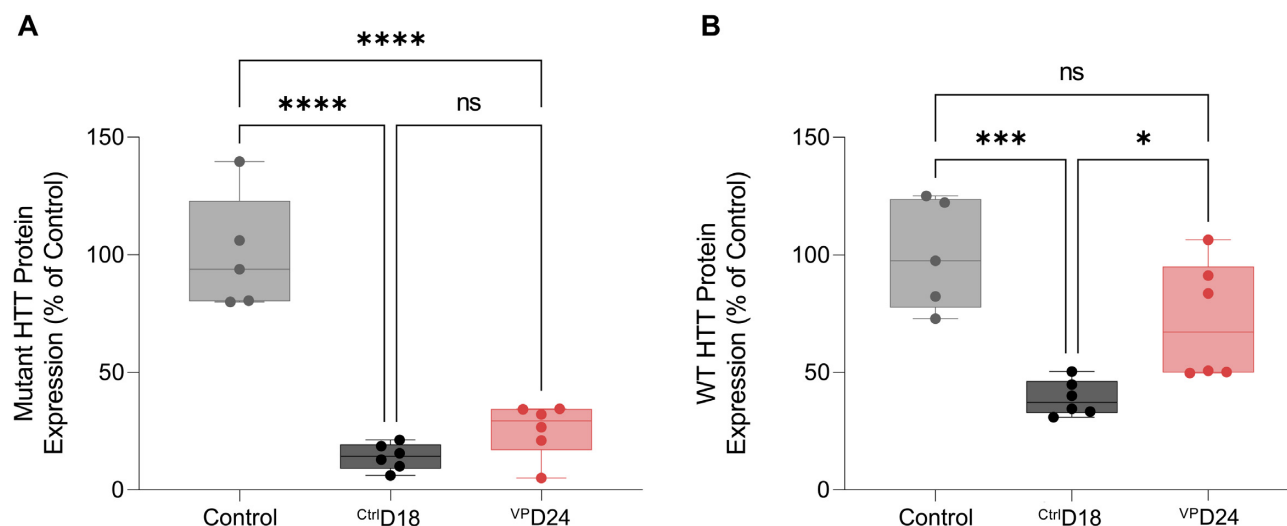 A
****
****
ns
150
100
50
0
Mutant HTT Protein
Expression (% of Control)
Control
CtrlD18
VPD24
B
ns
***
*
150
100
50
0
WT HTT Protein
Expression (% of Control)
Control
CtrlD18
VPD24